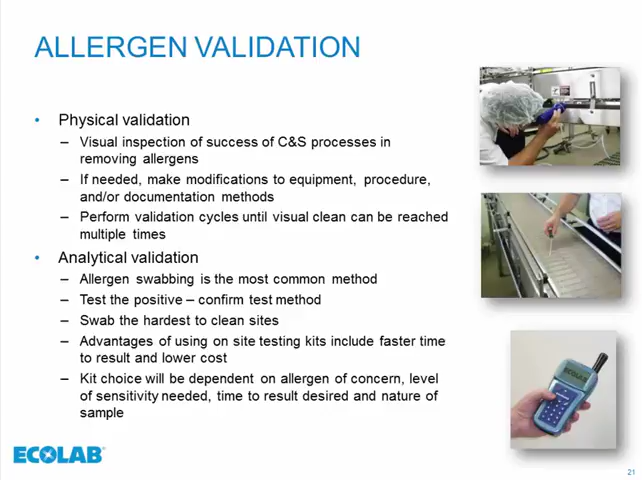 ALLERGEN VALIDATION
• Physical validation
– Visual inspection of success of C&S processes in
removing allergens
– If needed, make modifications to equipment, procedure,
and/or documentation methods
– Perform validation cycles until visual clean can be reached
multiple times
• Analytical validation
– Allergen swabbing is the most common method
– Test the positive – confirm test method
– Swab the hardest to clean sites
– Advantages of using on site testing kits include faster time
to result and lower cost
– Kit choice will be dependent on allergen of concern, level
of sensitivity needed, time to result desired and nature of
sample
ECOLAB
ECOLAB®
21